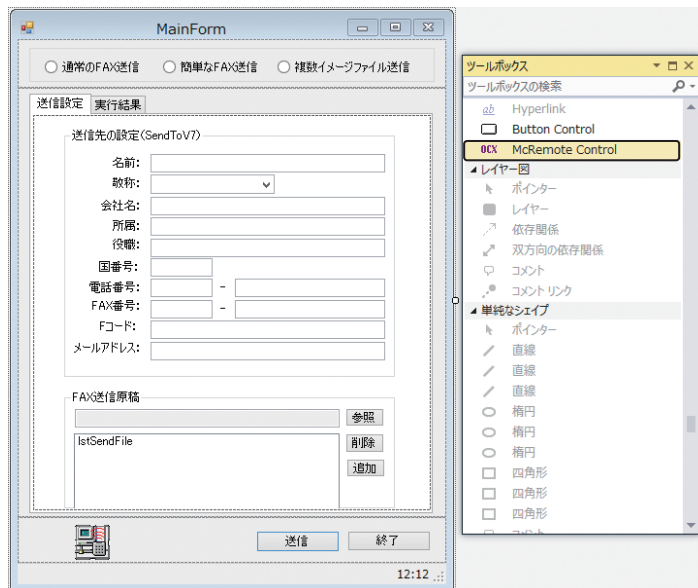 MainForm
通常のFAX送信 簡単なFAX送信 複数イメージファイル送信
送信設定 実行結果
送信先の設定(SendToV7)
名前:
敬称:
会社名:
所属:
役職:
国番号:
電話番号: -
FAX番号: -
Fコード:
メールアドレス:
FAX送信原稿
参照
lstSendFile
削除
追加
送信 終了
12:12
ツールボックス
ツールボックスの検索
Hyperlink
Button Control
OCX McRemote Control
レイヤー図
ポインター
レイヤー
依存関係
双方向の依存関係
コメント
コメント リンク
単純なシェイプ
ポインター
直線
直線
直線
楕円
楕円
楕円
四角形
四角形
四角形